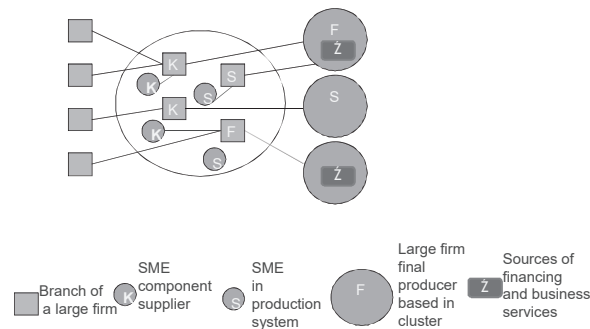 F
Ż
K
S
K
S
S
K
K
F
Ż
S
Branch of
a large firm
K
SME
component
supplier
S
SME
in
production
system
F
Large firm
final
producer
based in
cluster
Ż
Sources of
financing
and business
services